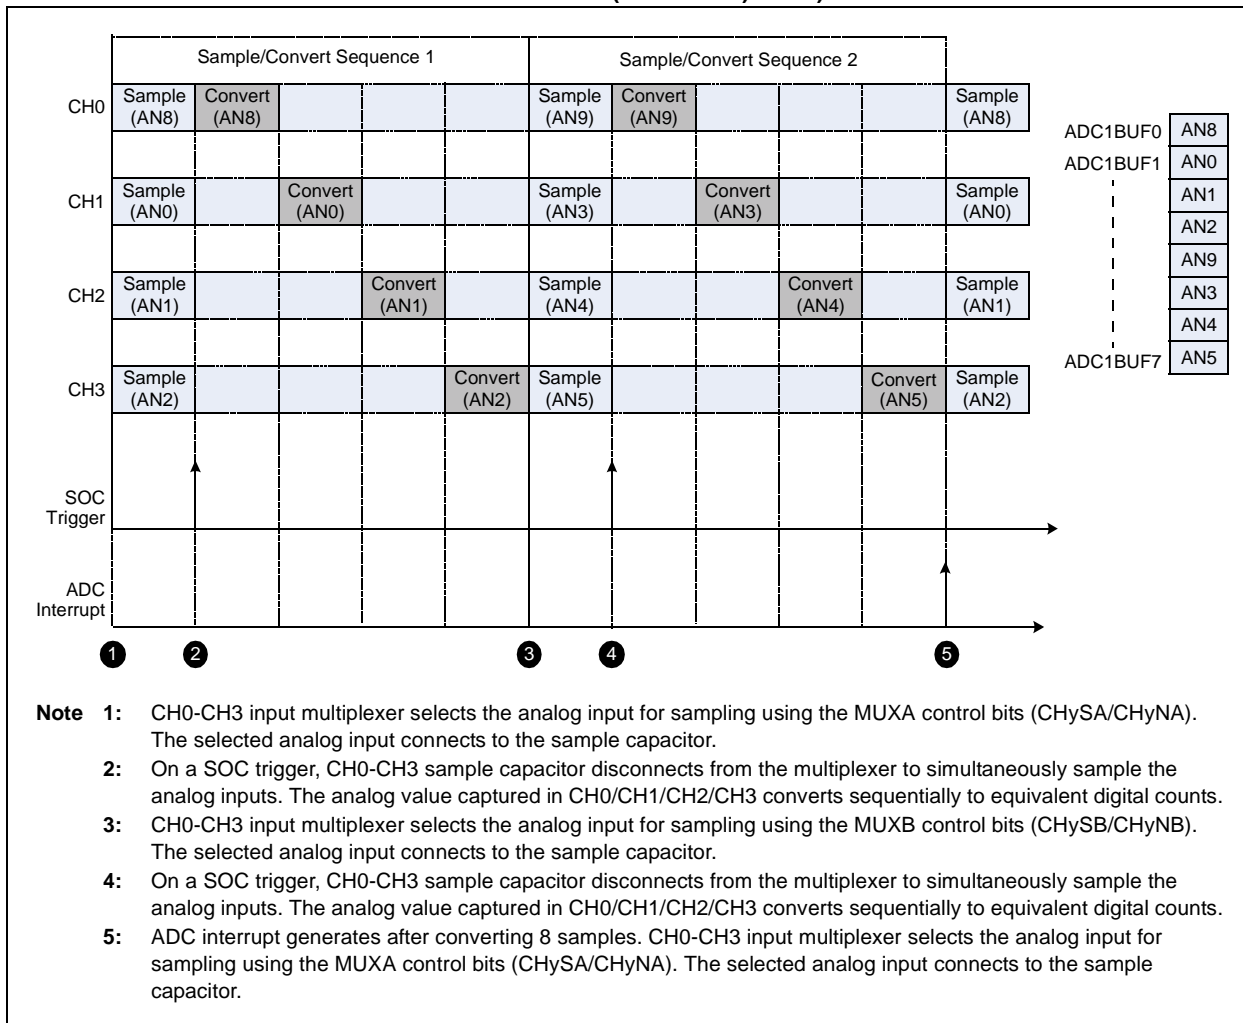 Sample/Convert Sequence 1
Sample/Convert Sequence 2
CH0
Sample
(AN8)
Convert
(AN8)
Sample
(AN9)
Convert
(AN9)
Sample
(AN8)
CH1
Sample
(AN0)
Convert
(AN0)
Sample
(AN3)
Convert
(AN3)
Sample
(AN0)
CH2
Sample
(AN1)
Convert
(AN1)
Sample
(AN4)
Convert
(AN4)
Sample
(AN1)
CH3
Sample
(AN2)
Convert
(AN2)
Sample
(AN5)
Convert
(AN5)
Sample
(AN2)
ADC1BUF0 AN8
ADC1BUF1 AN0
AN1
AN2
AN9
AN3
AN4
ADC1BUF7 AN5
SOC
Trigger
ADC
Interrupt
1 2 3 4 5
Note 1: CH0-CH3 input multiplexer selects the analog input for sampling using the MUXA control bits (CHySA/CHyNA).
The selected analog input connects to the sample capacitor.
2: On a SOC trigger, CH0-CH3 sample capacitor disconnects from the multiplexer to simultaneously sample the
analog inputs. The analog value captured in CH0/CH1/CH2/CH3 converts sequentially to equivalent digital counts.
3: CH0-CH3 input multiplexer selects the analog input for sampling using the MUXB control bits (CHySB/CHyNB).
The selected analog input connects to the sample capacitor.
4: On a SOC trigger, CH0-CH3 sample capacitor disconnects from the multiplexer to simultaneously sample the
analog inputs. The analog value captured in CH0/CH1/CH2/CH3 converts sequentially to equivalent digital counts.
5: ADC interrupt generates after converting 8 samples. CH0-CH3 input multiplexer selects the analog input for
sampling using the MUXA control bits (CHySA/CHyNA). The selected analog input connects to the sample
capacitor.